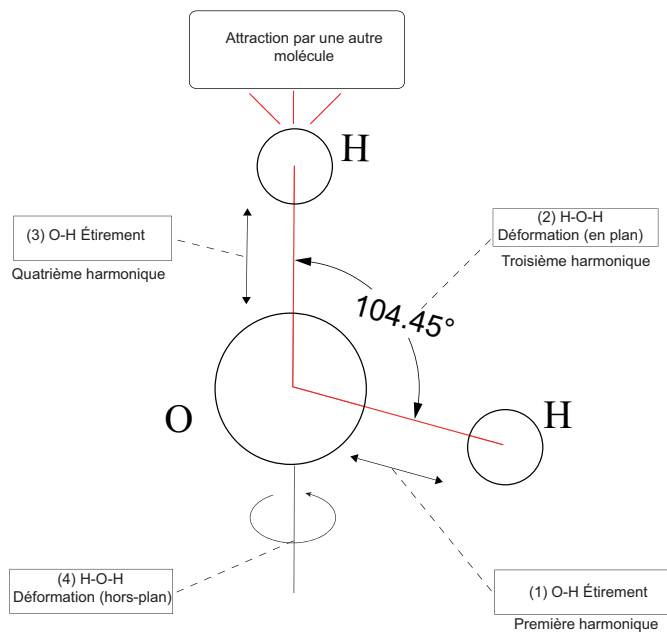 Attraction par une autre
molécule
H
(3) O-H Étirement
Quatrième harmonique
(2) H-O-H
Déformation (en plan)
Troisième harmonique
104.45°
O
H
(4) H-O-H
Déformation (hors-plan)
(1) O-H Étirement
Première harmonique